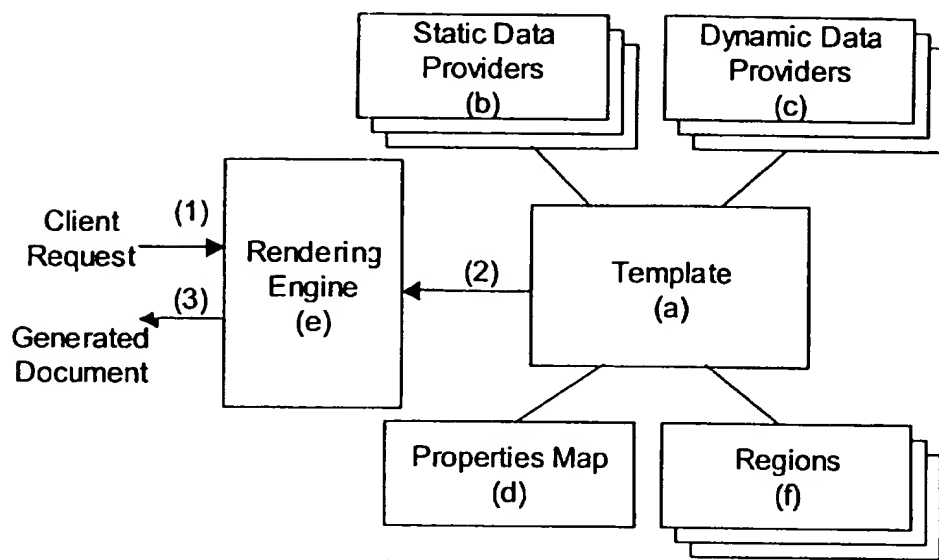 Static Data
Providers
(b)
Dynamic Data
Providers
(c)
Client
Request
(1)
Rendering
Engine
(e)
(2)
Template
(a)
(3)
Generated
Document
Properties Map
(d)
Regions
(f)